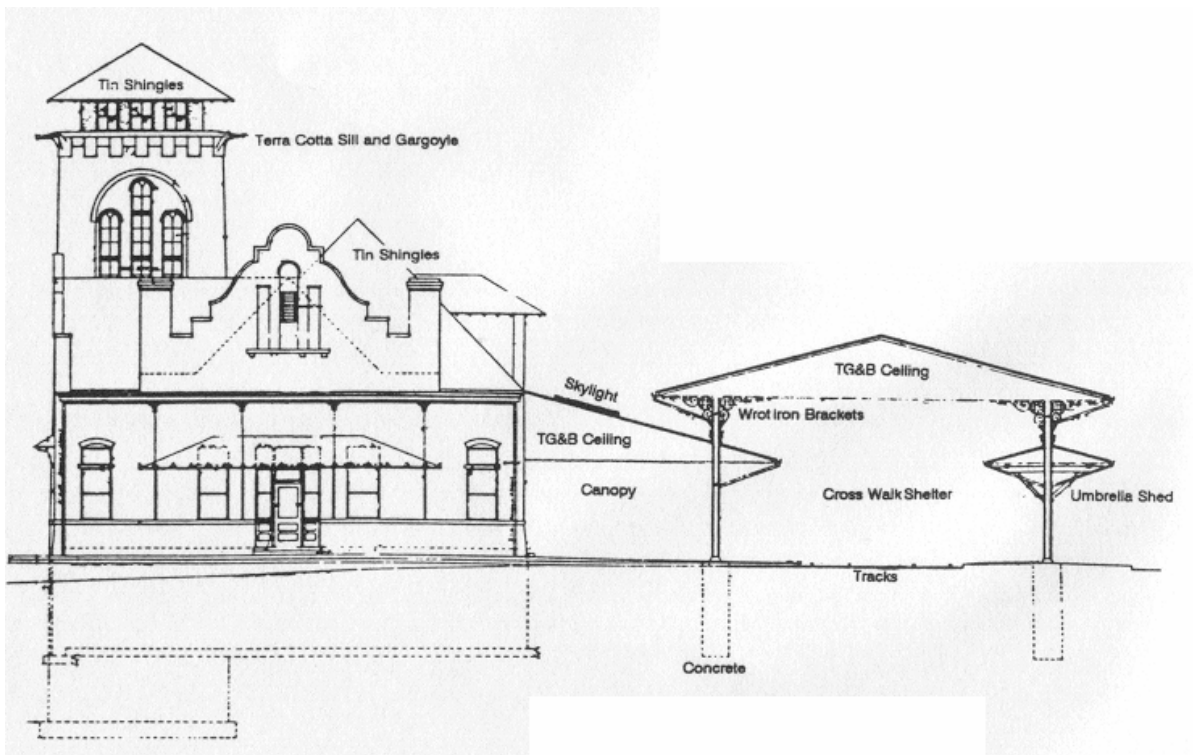 Tin Shingles
Terra Cotta Sill and Gargoyle
Tin Shingles
Skylight
TG&B Ceiling
TG&B Ceiling
Wrot Iron Brackets
Canopy
Cross Walk Shelter
Umbrella Shed
Tracks
Concrete